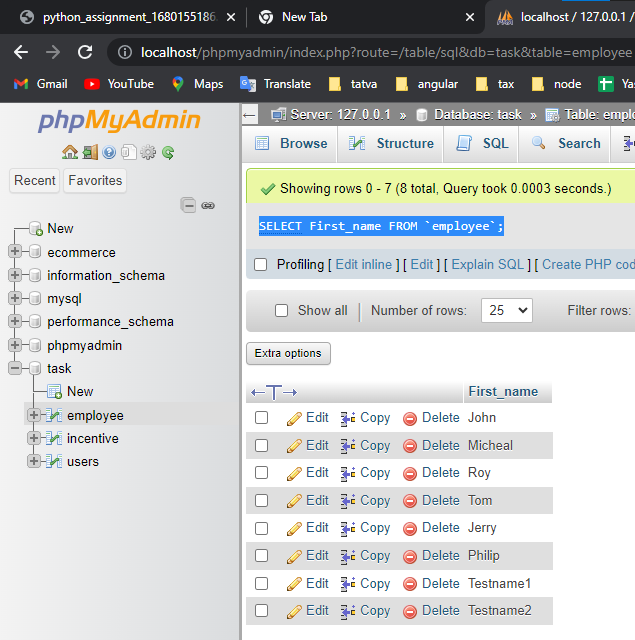 python_assignment_1680155186
New Tab
localhost / 127.0.0.1 /
localhost/phpmyadmin/index.php?route=/table/sql&db=task&table=employee
Gmail YouTube Maps Translate tatva angular tax node Yas
phpMyAdmin
Recent Favorites
New
ecommerce
information_schema
mysql
performance_schema
phpmyadmin
task
New
employee
incentive
users
Server: 127.0.0.1 » Database: task » Table: emplo
Browse Structure SQL Search
Showing rows 0 - 7 (8 total, Query took 0.0003 seconds.)
SELECT First_name FROM `employee`;
Profiling [ Edit inline ] [ Edit ] [ Explain SQL ] [ Create PHP cod
Show all Number of rows: 25 Filter rows:
Extra options
←T→ First_name
Edit Copy Delete John
Edit Copy Delete Micheal
Edit Copy Delete Roy
Edit Copy Delete Tom
Edit Copy Delete Jerry
Edit Copy Delete Philip
Edit Copy Delete Testname1
Edit Copy Delete Testname2